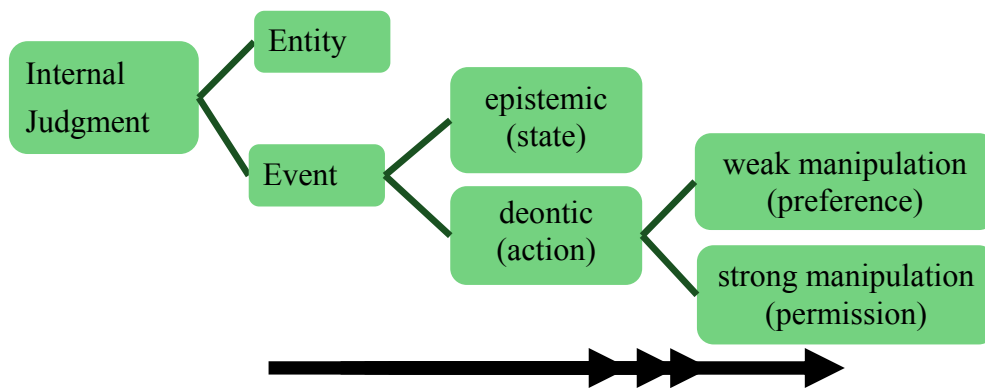 Internal
Judgment
Entity
Event
epistemic
(state)
deontic
(action)
weak manipulation
(preference)
strong manipulation
(permission)